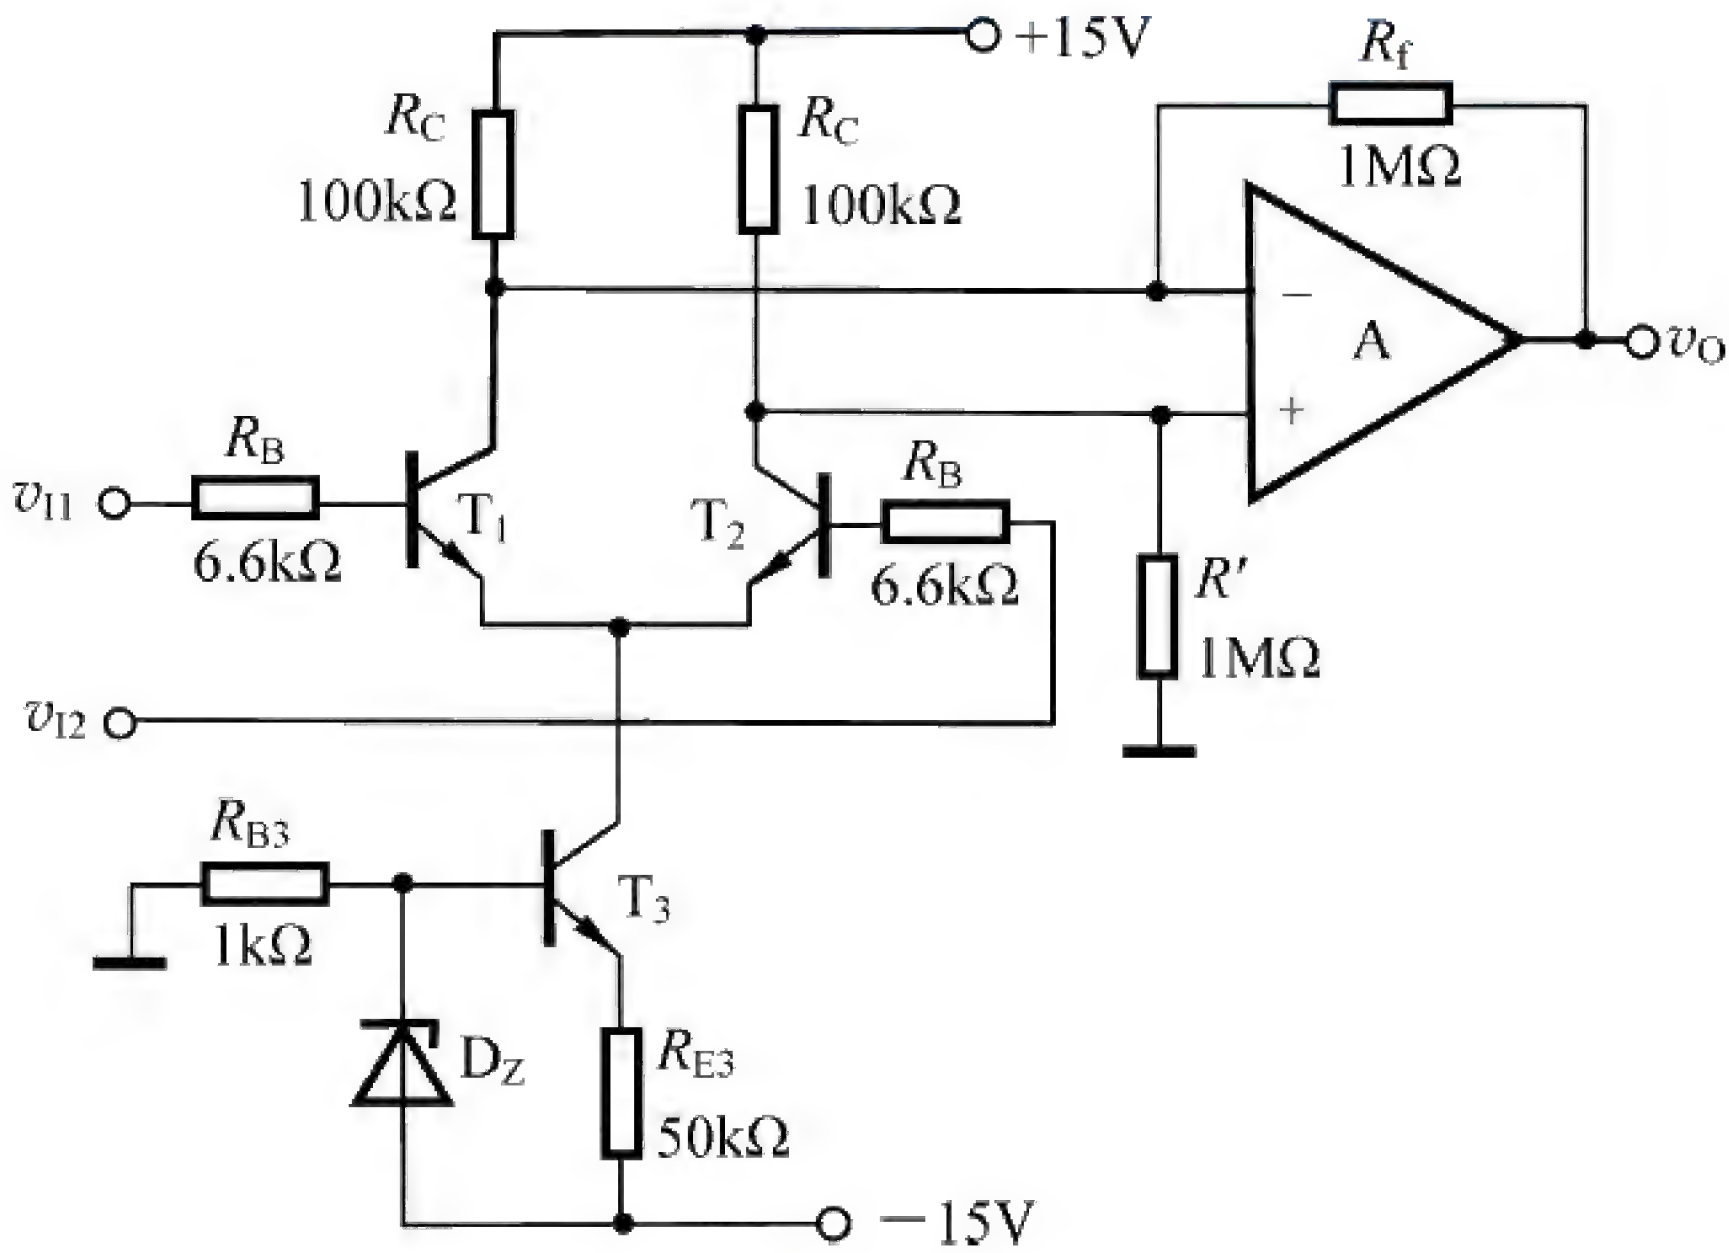 +15V
R_f
R_C
R_C
100kΩ
100kΩ
1MΩ
−
A
v_O
+
R_B
R_B
v_I1
T_1
T_2
6.6kΩ
6.6kΩ
R'
1MΩ
v_I2
R_B3
T_3
1kΩ
D_Z
R_E3
50kΩ
−15V